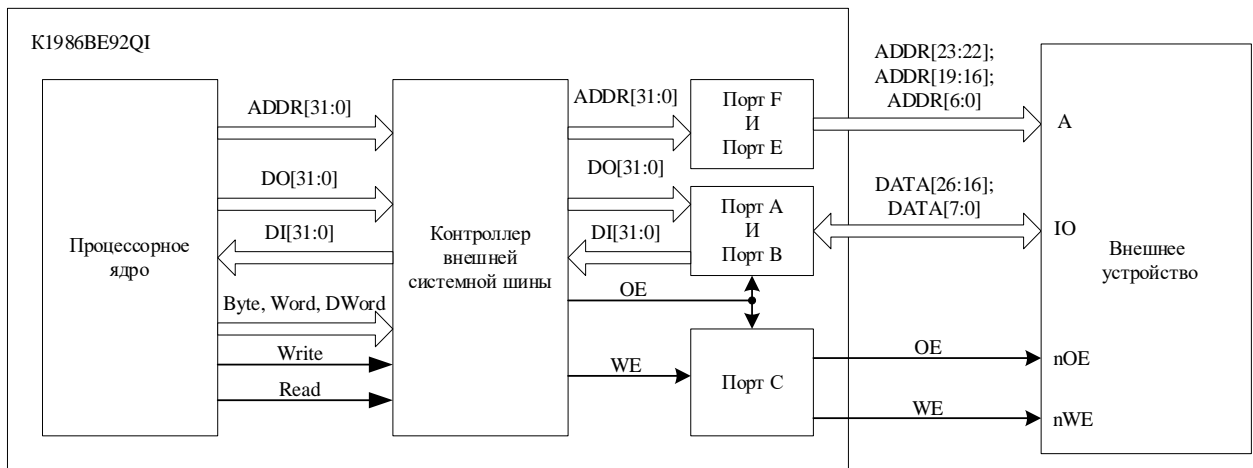 К1986ВЕ92QI
Процессорное
ядро
ADDR[31:0]
DO[31:0]
DI[31:0]
Byte, Word, DWord
Write
Read
Контроллер
внешней
системной шины
ADDR[31:0]
DO[31:0]
DI[31:0]
OE
WE
Порт F
И
Порт E
Порт A
И
Порт B
Порт C
ADDR[23:22];
ADDR[19:16];
ADDR[6:0]
DATA[26:16];
DATA[7:0]
OE
WE
A
IO
nOE
nWE
Внешнее
устройство